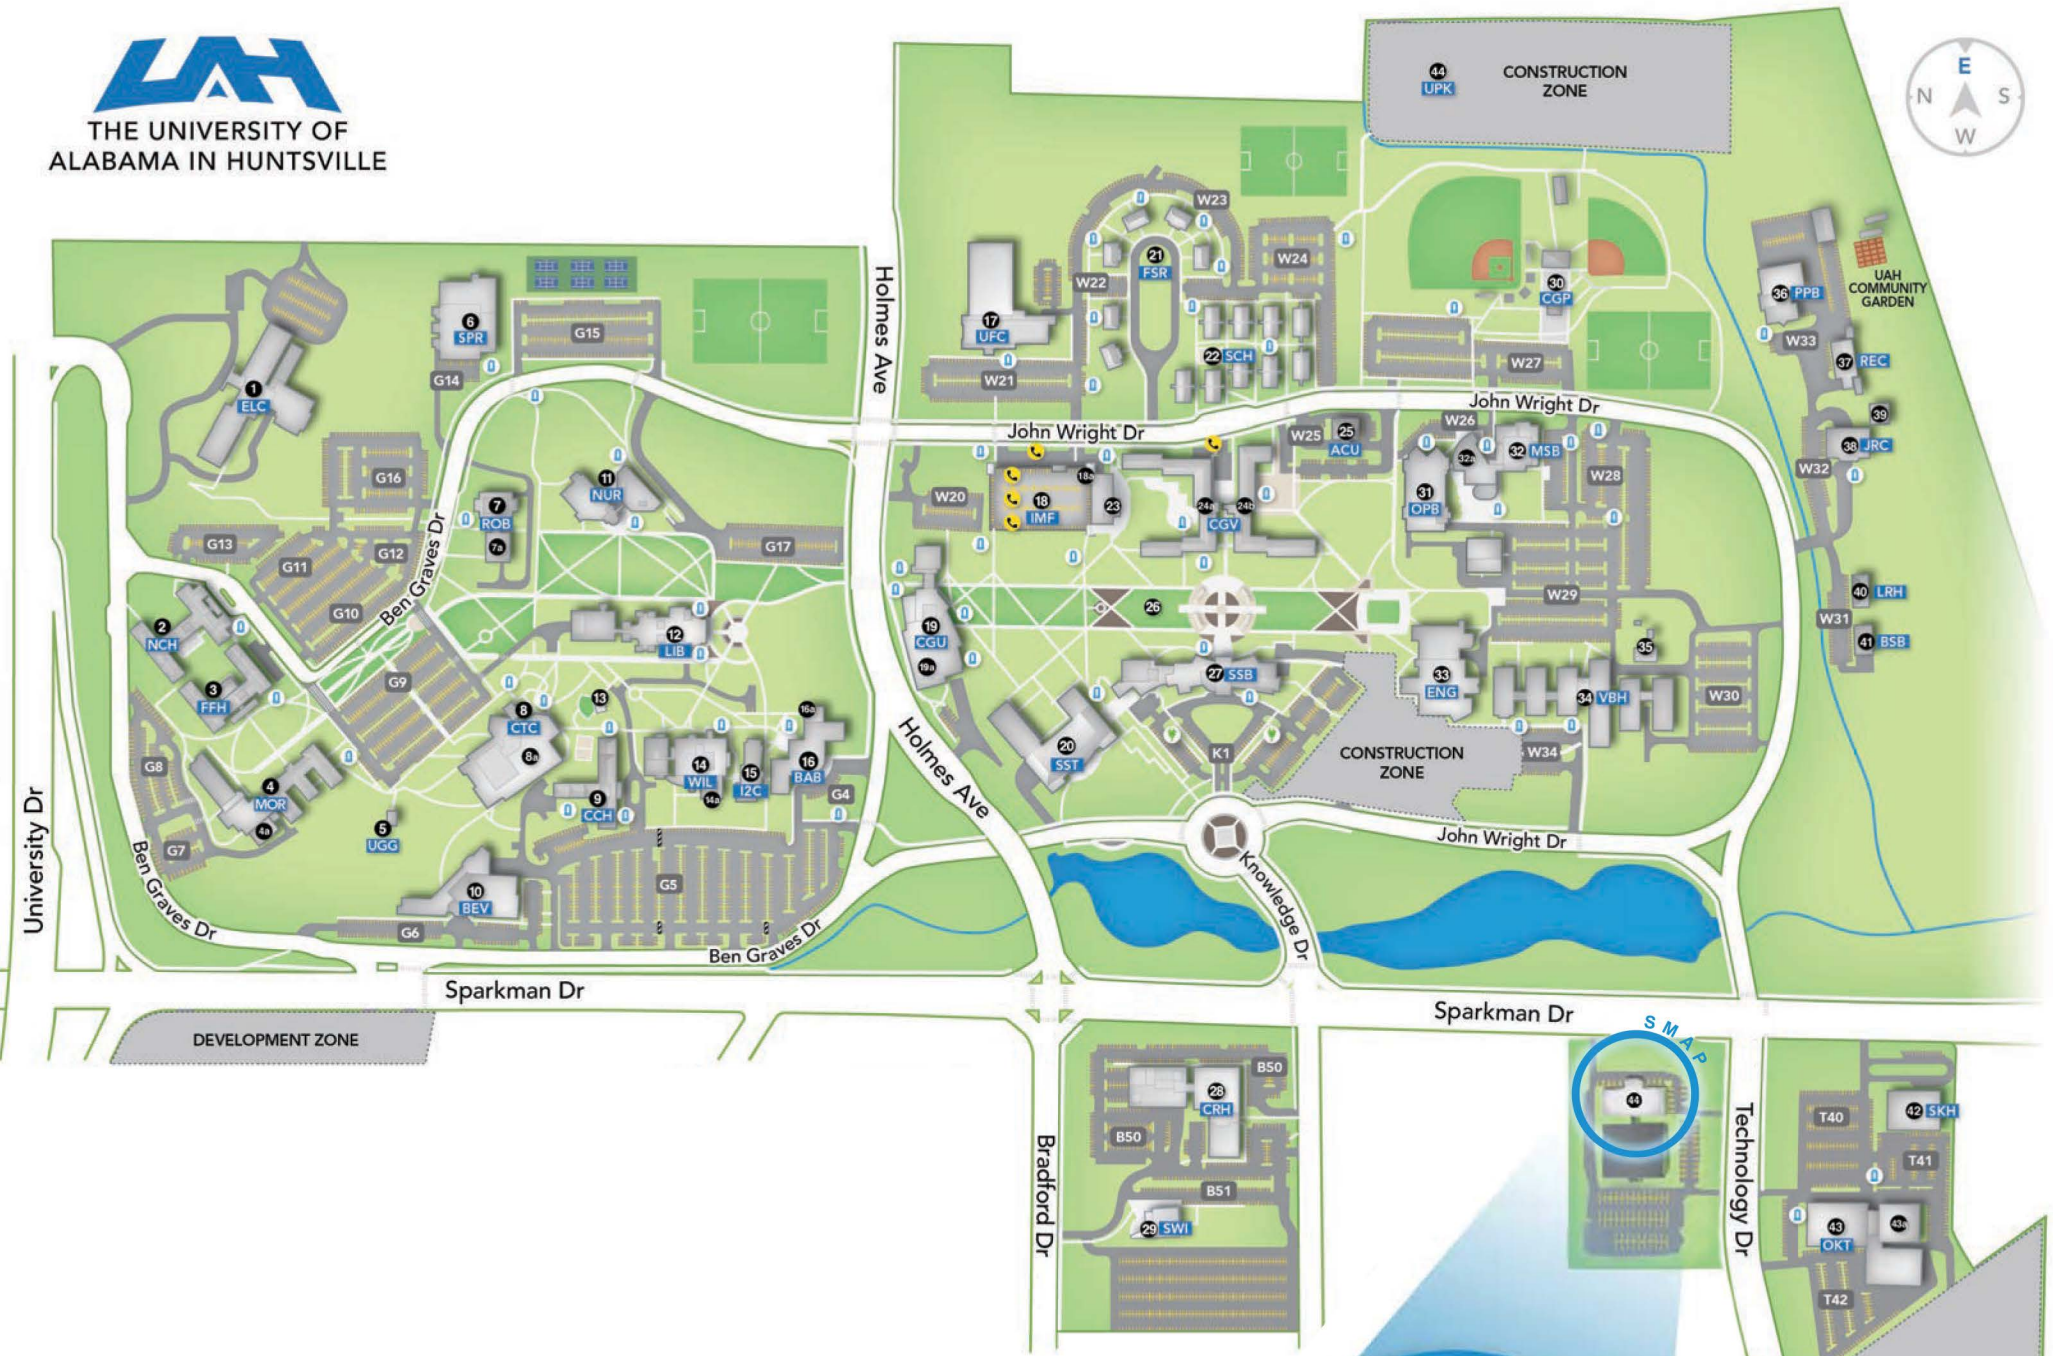 UAH
THE UNIVERSITY OF
ALABAMA IN HUNTSVILLE
E
N
S
W
44
UPK
CONSTRUCTION
ZONE
University Dr
Holmes Ave
Holmes Ave
John Wright Dr
John Wright Dr
John Wright Dr
Ben Graves Dr
Ben Graves Dr
Ben Graves Dr
Knowledge Dr
Sparkman Dr
Sparkman Dr
Bradford Dr
Technology Dr
DEVELOPMENT ZONE
CONSTRUCTION
ZONE
UAH
COMMUNITY
GARDEN
SMAP
44
1
ELC
2
NCH
3
FFH
4
MOR
4a
5
UGG
6
SPR
7
ROB
7a
8
CTC
8a
9
CCH
10
BEV
11
NUR
12
LIB
13
14
WIL
14a
15
I2C
16a
16
BAB
17
UFC
18
IMF
18a
19
CGU
19a
20
SST
21
FSR
22 SCH
23
24a
24b
CGV
25
ACU
26
27 SSB
28
CRH
29 SWI
30
CGP
31
OPB
32 MSB
32a
33
ENG
34 VBH
35
36 PPB
37 REC
38 JRC
39
40 LRH
41 BSB
42 SKH
43
OKT
43a
G4
G5
G6
G7
G8
G9
G10
G11
G12
G13
G14
G15
G16
G17
W20
W21
W22
W23
W24
W25
W26
W27
W28
W29
W30
W31
W32
W33
W34
K1
B50
B50
B51
T40
T41
T42